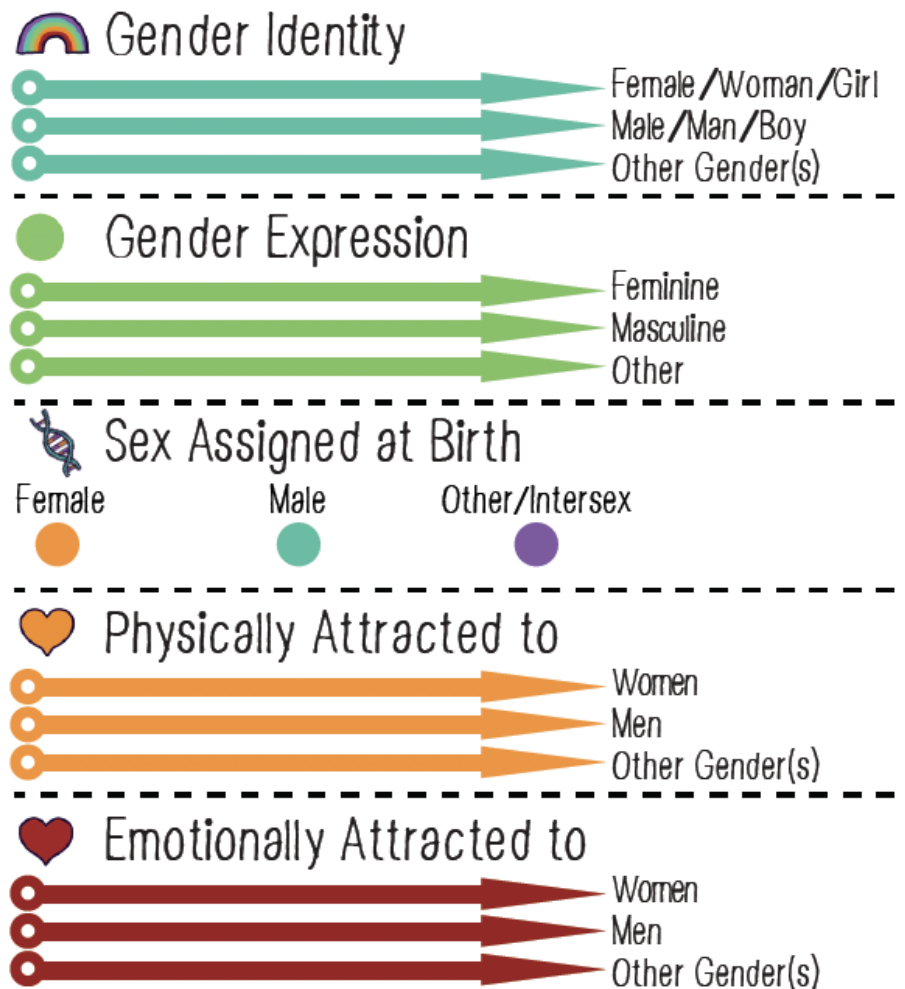 Gender Identity
Female/Woman/Girl
Male/Man/Boy
Other Gender(s)
Gender Expression
Feminine
Masculine
Other
Sex Assigned at Birth
Female Male Other/Intersex
Physically Attracted to
Women
Men
Other Gender(s)
Emotionally Attracted to
Women
Men
Other Gender(s)